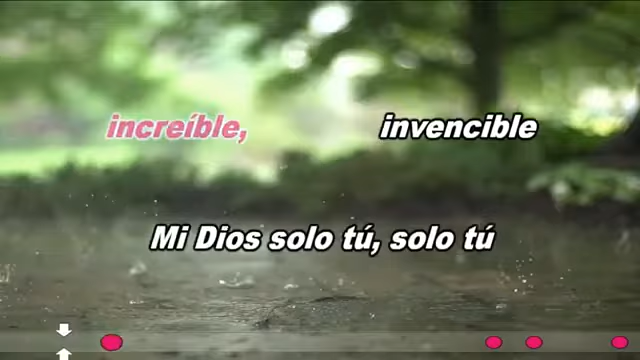 increíble, invencible
Mi Dios solo tú, solo tú